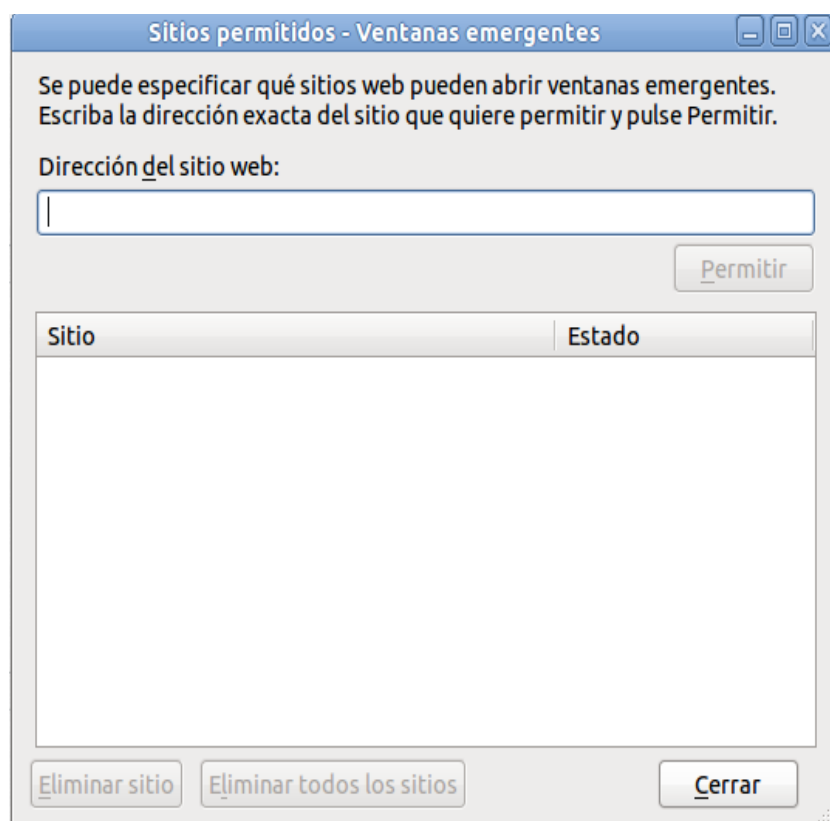 Sitios permitidos - Ventanas emergentes
Se puede especificar qué sitios web pueden abrir ventanas emergentes.
Escriba la dirección exacta del sitio que quiere permitir y pulse Permitir.
Dirección del sitio web:
Permitir
Sitio Estado
Eliminar sitio Eliminar todos los sitios Cerrar